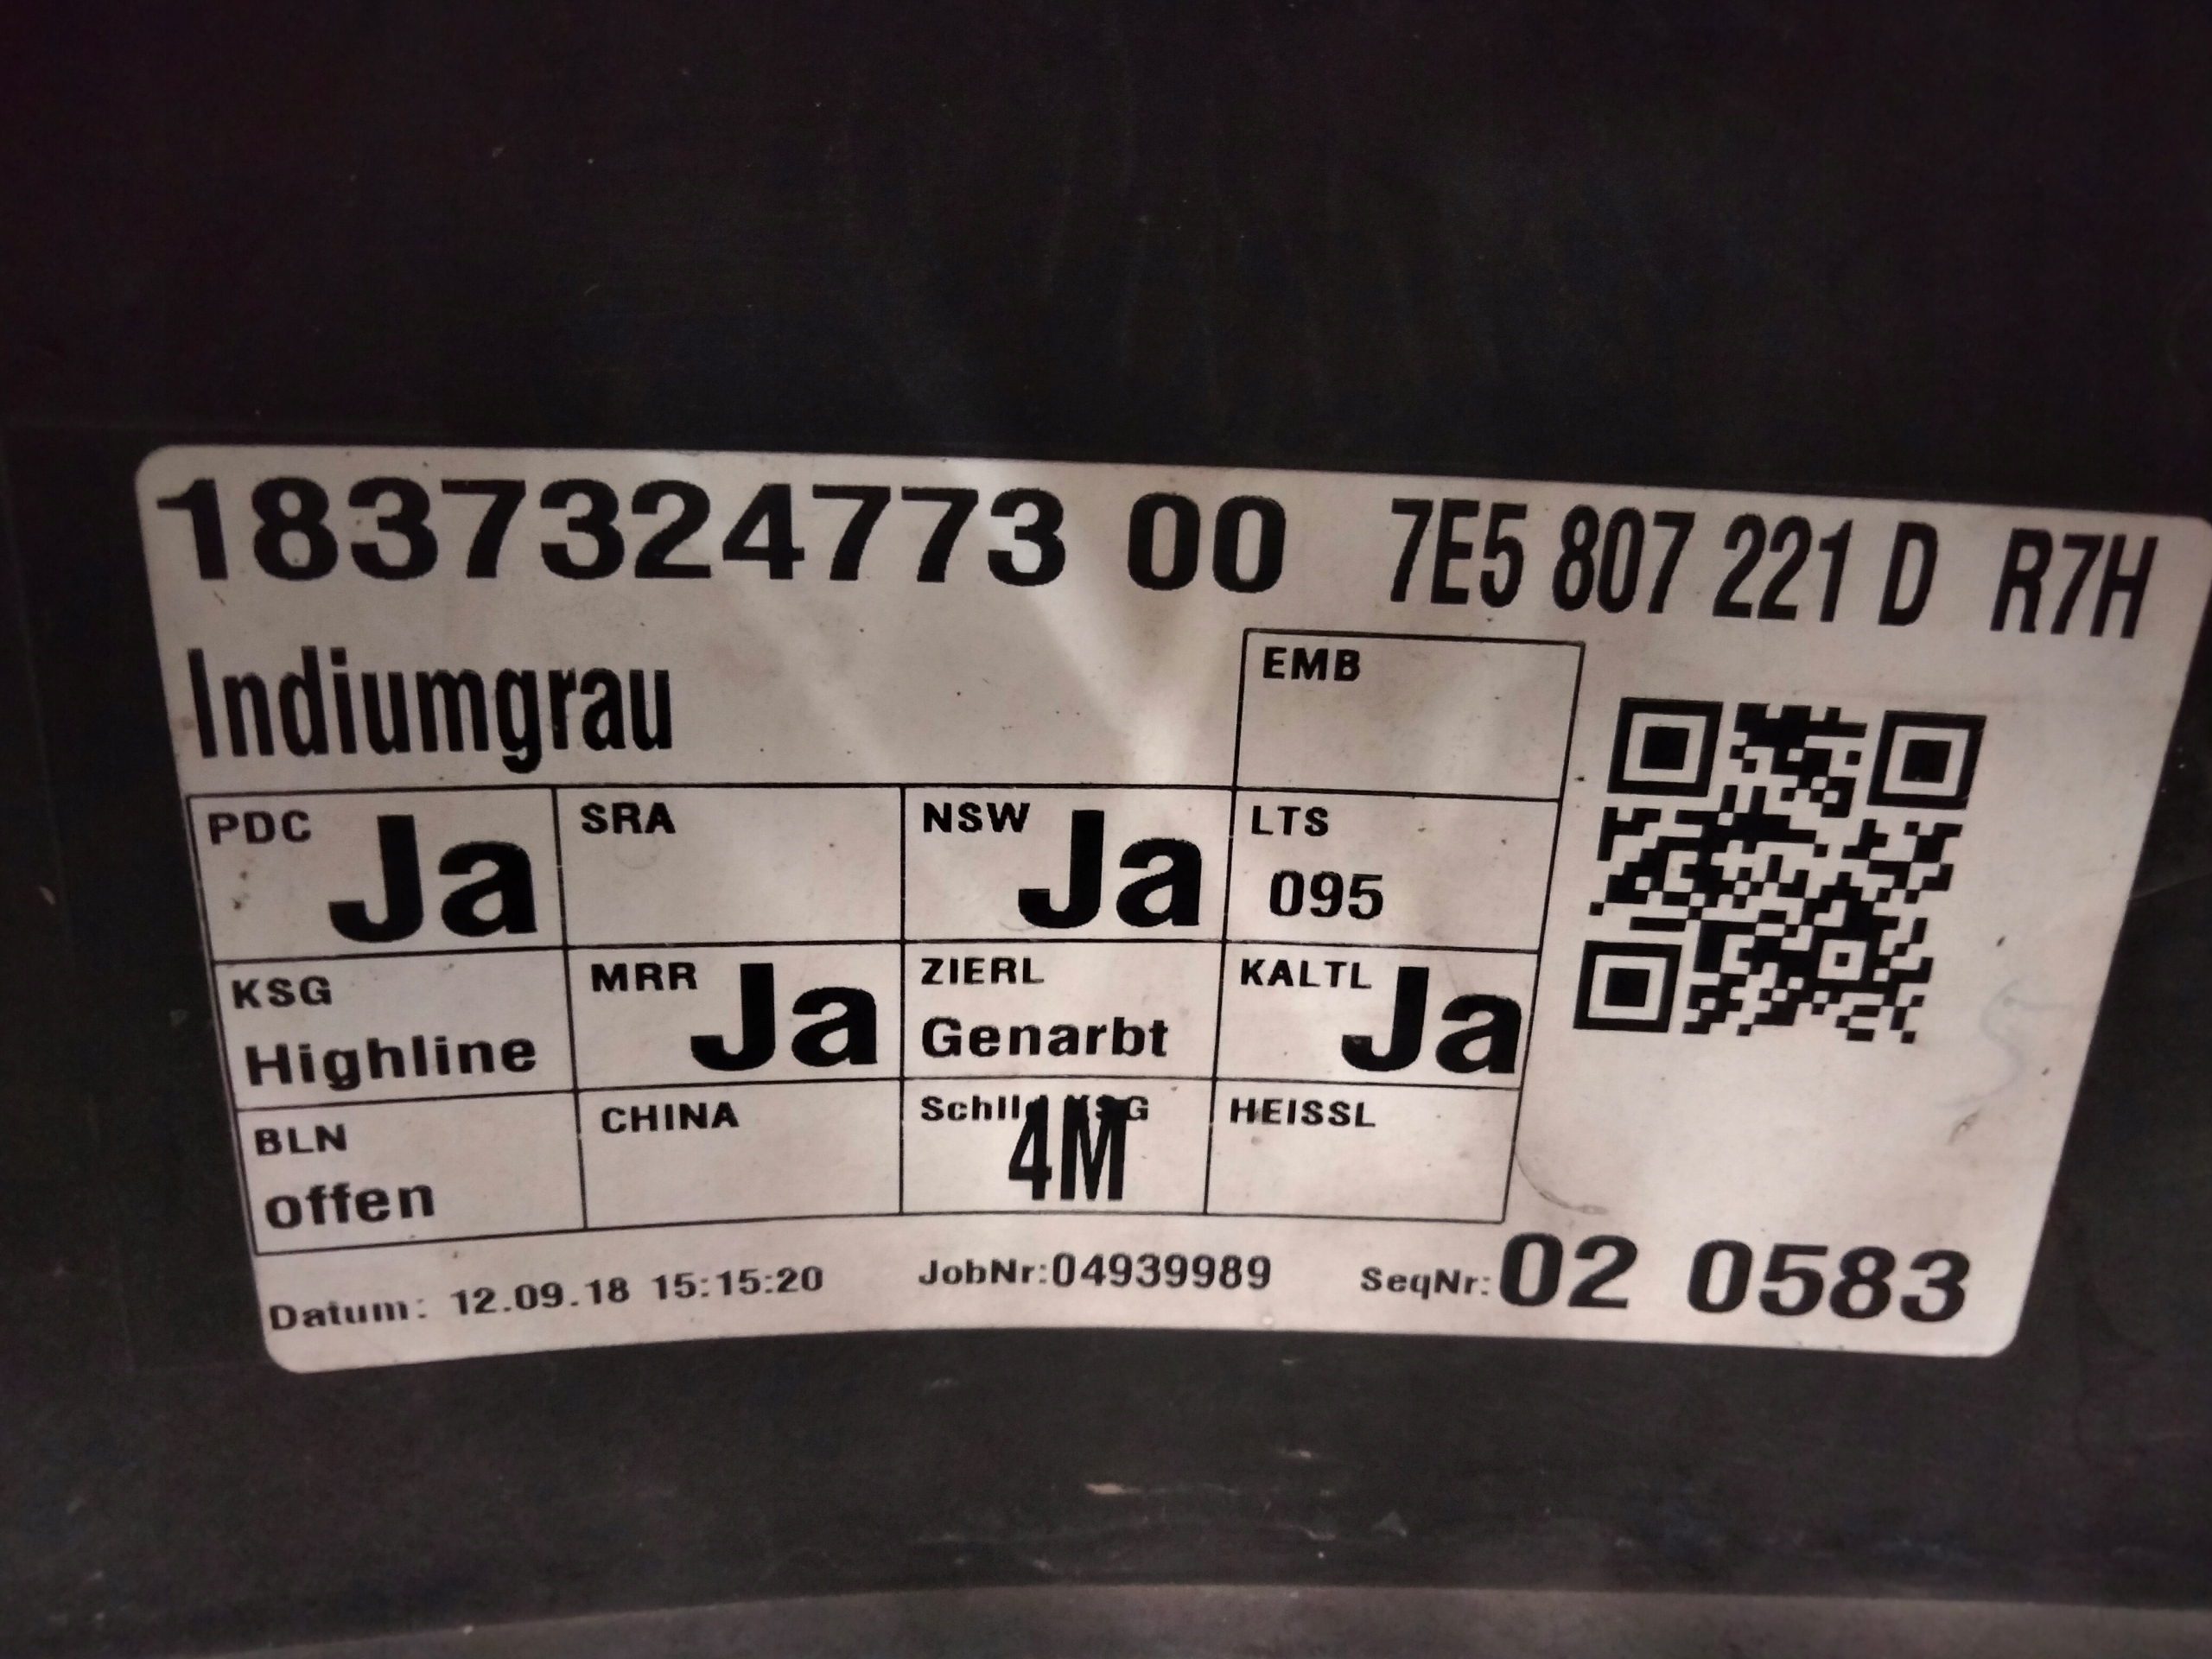 1837324773 00 7E5 807 221 D R7H
Indiumgrau
EMB
PDC Ja SRA NSW Ja LTS
095
KSG MRR Ja ZIERL KALTL Ja
Highline Genarbt
BLN CHINA KSG HEISSL
offen 4M
Datum: 12.09.18 15:15:20 JobNr:04939989 SeqNr:02 0583